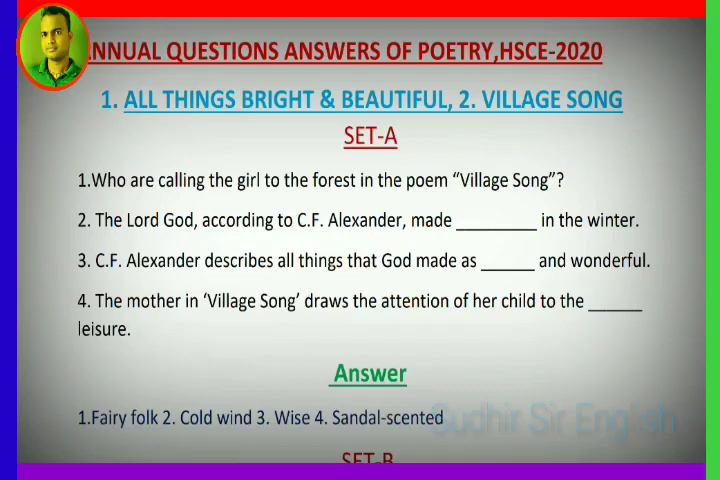 NNUAL QUESTIONS ANSWERS OF POETRY,HSCE-2020
1. ALL THINGS BRIGHT & BEAUTIFUL, 2. VILLAGE SONG
SET-A
1.Who are calling the girl to the forest in the poem “Village Song”?
2. The Lord God, according to C.F. Alexander, made _________ in the winter.
3. C.F. Alexander describes all things that God made as ______ and wonderful.
4. The mother in ‘Village Song’ draws the attention of her child to the ______
leisure.
Answer
1.Fairy folk 2. Cold wind 3. Wise 4. Sandal-scented
Sudhir Sir English
SET-B